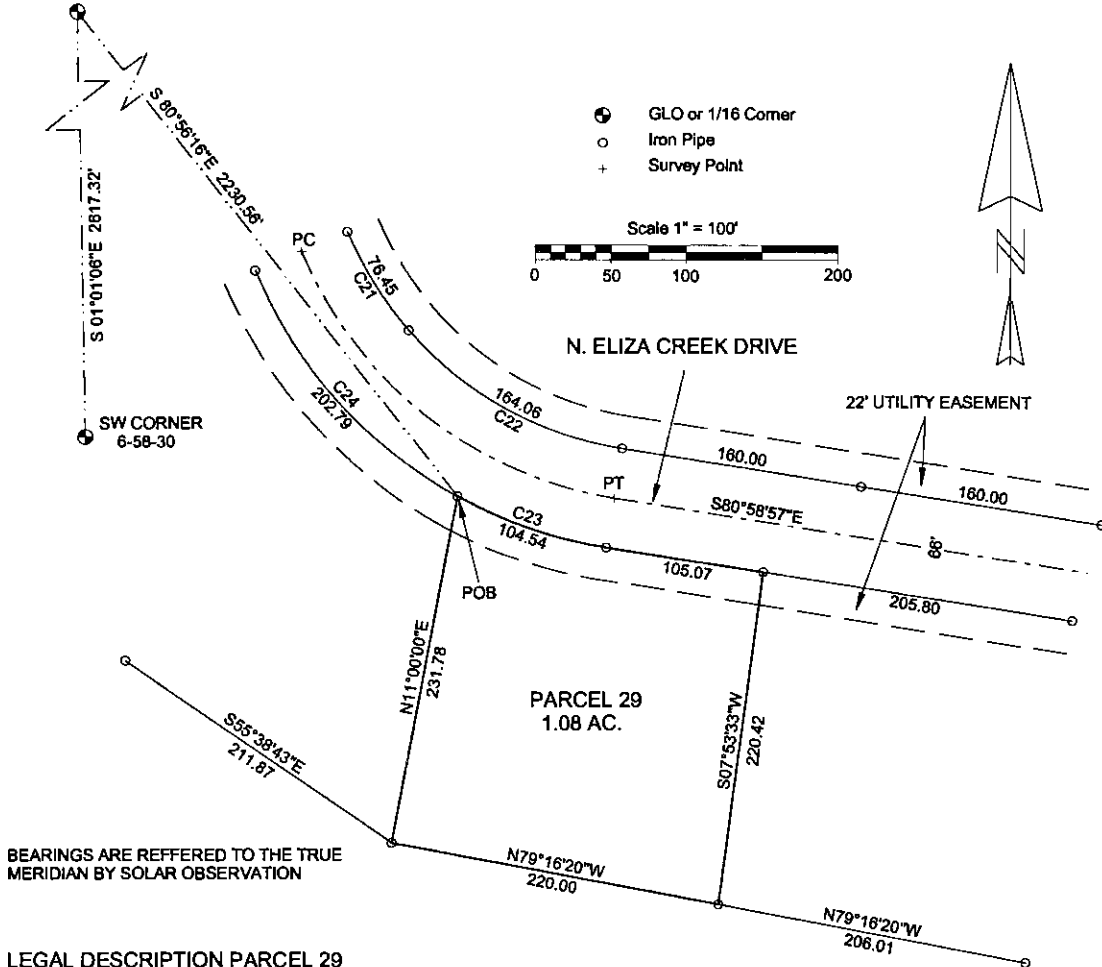 GLO or 1/16 Corner
Iron Pipe
Survey Point
S 80°56'16"E 2230.56'
S 01°01'06"E 2617.32'
Scale 1" = 100'
0 50 100 200
PC
76.45
C21
N. ELIZA CREEK DRIVE
C24
202.79
164.06
C22
22' UTILITY EASEMENT
SW CORNER
6-58-30
160.00
160.00
PT
S80°58'57"E
66'
C23
104.54
105.07
205.80
POB
N11°00'00"E
231.78
PARCEL 29
1.08 AC.
S07°53'33"W
220.42
S55°38'43"E
211.87
BEARINGS ARE REFFERED TO THE TRUE
MERIDIAN BY SOLAR OBSERVATION
N79°16'20"W
220.00
N79°16'20"W
206.01
LEGAL DESCRIPTION PARCEL 29
N